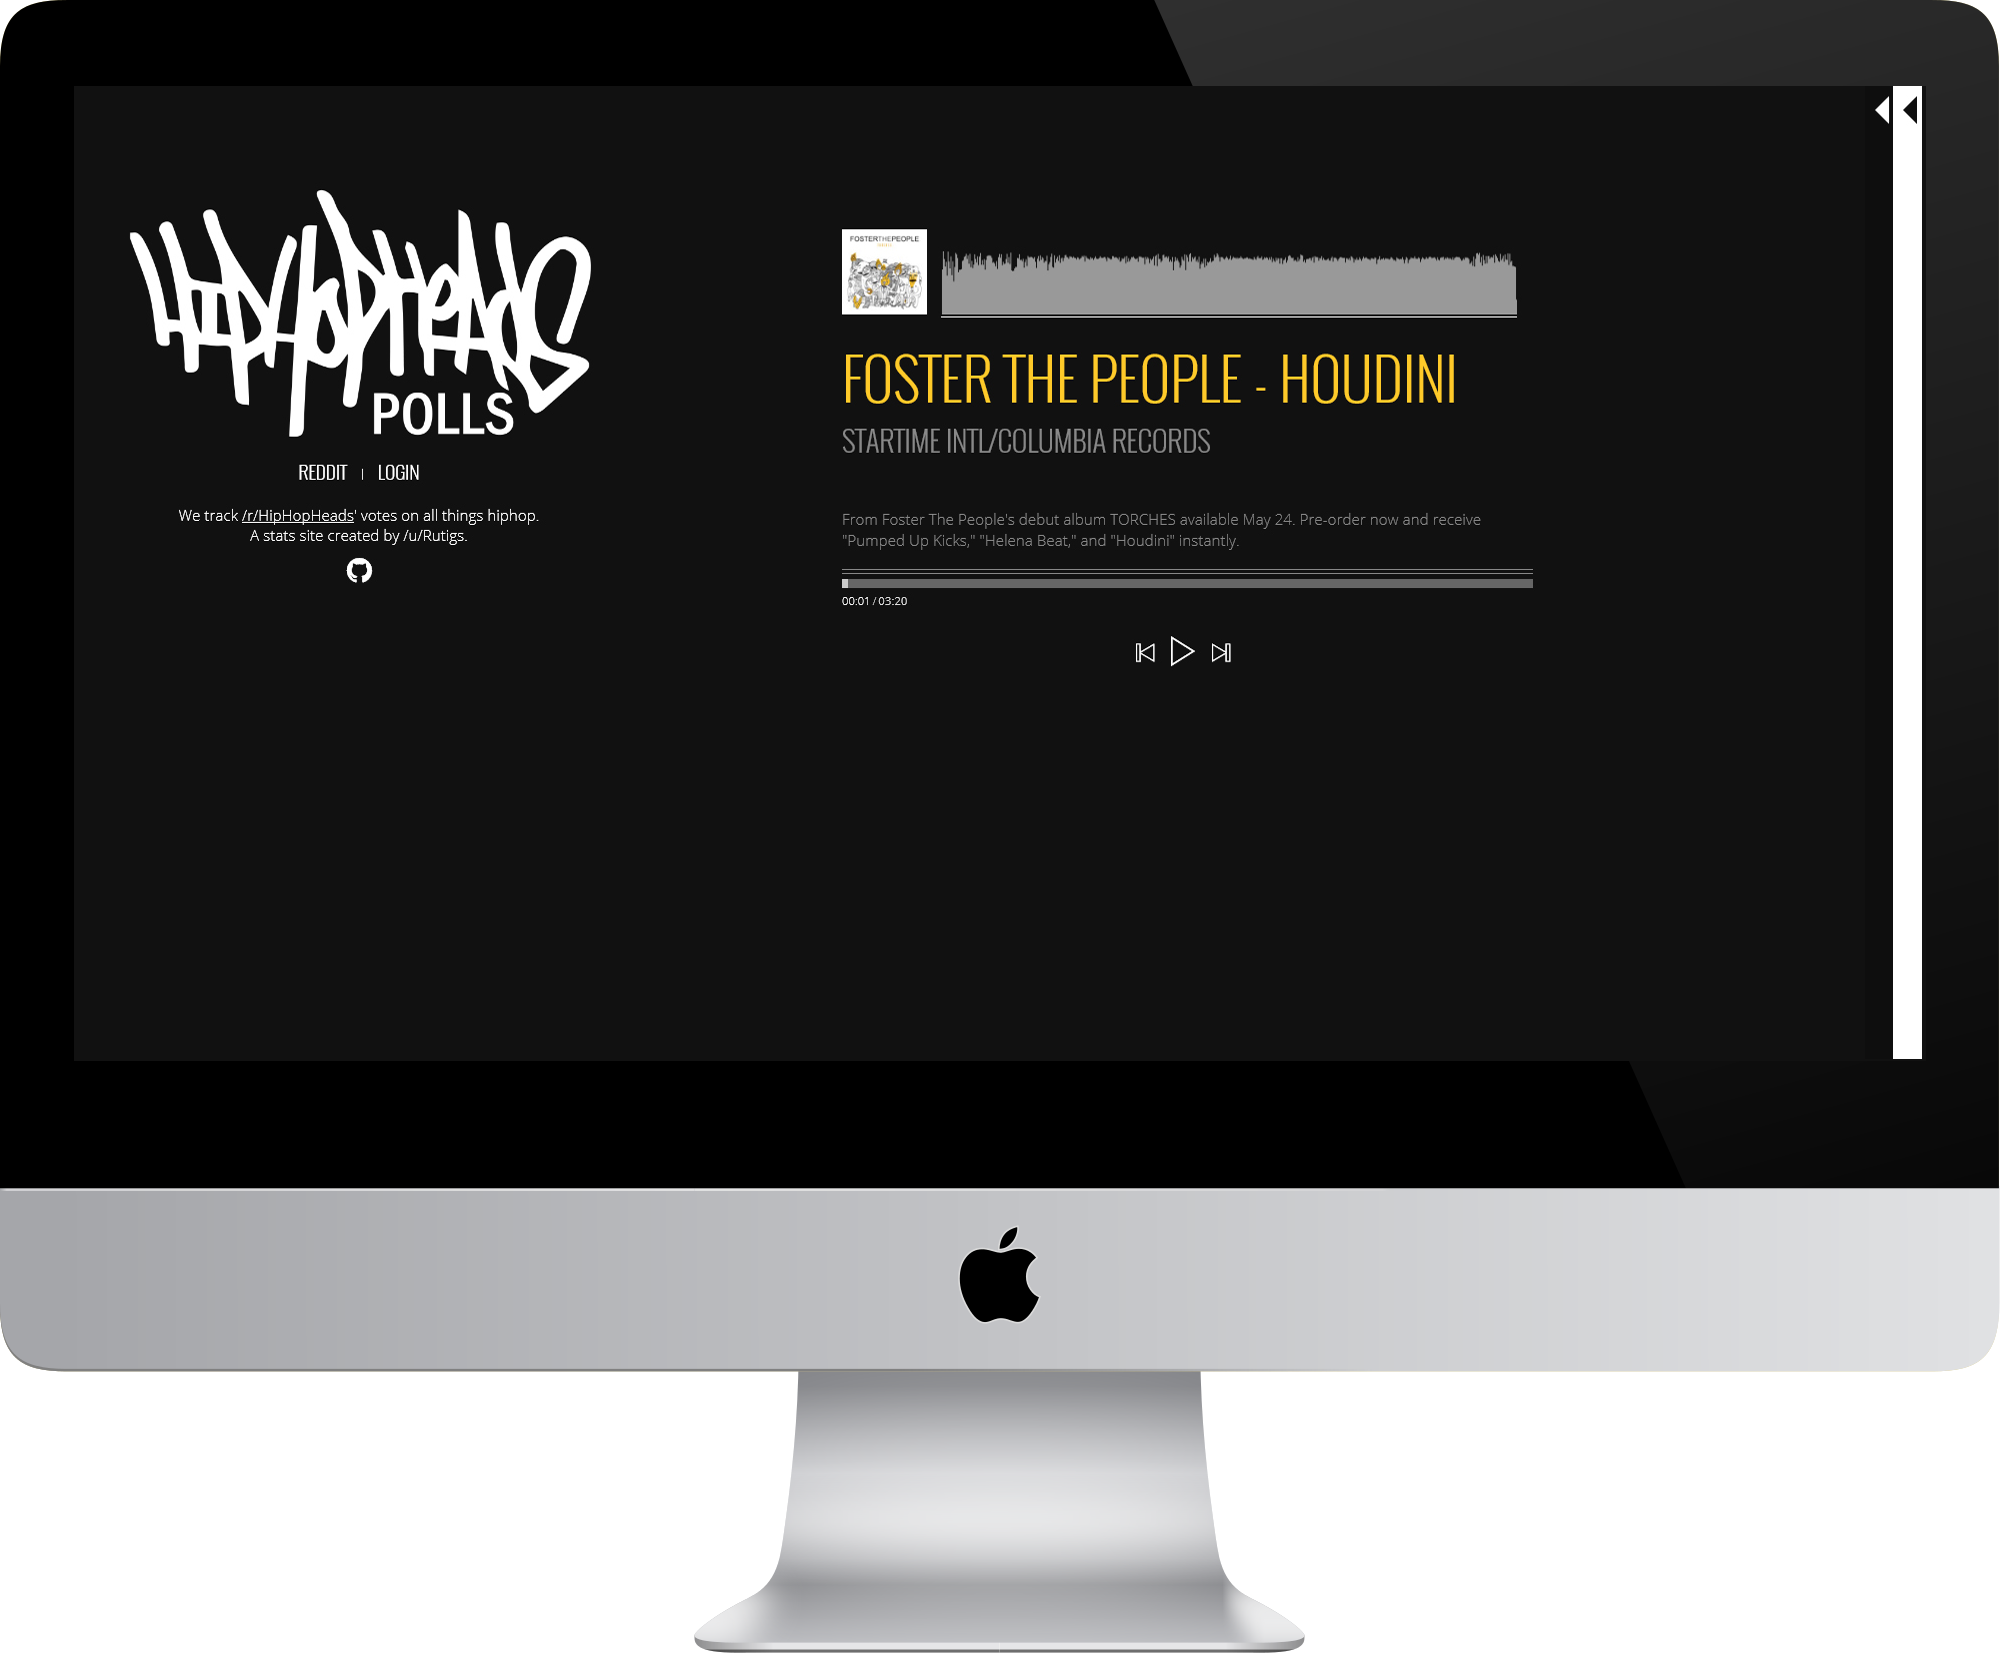 HIPHOPHEADS
POLLS
REDDIT | LOGIN
We track /r/HipHopHeads' votes on all things hiphop.
A stats site created by /u/Rutigs.
FOSTERTHEPEOPLE
FOSTER THE PEOPLE - HOUDINI
STARTIME INTL/COLUMBIA RECORDS
From Foster The People's debut album TORCHES available May 24. Pre-order now and receive
"Pumped Up Kicks," "Helena Beat," and "Houdini" instantly.
00:01 / 03:20